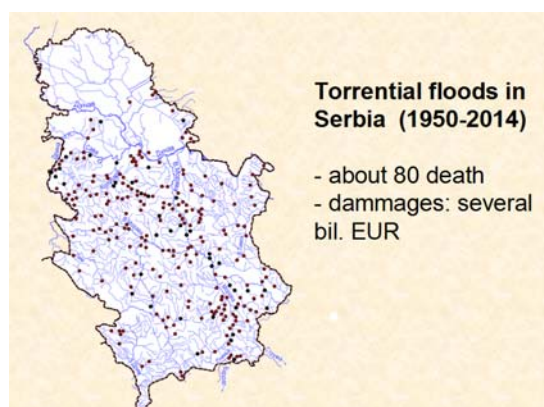 Torrential floods in
Serbia (1950-2014)
- about 80 death
- dammages: several
bil. EUR